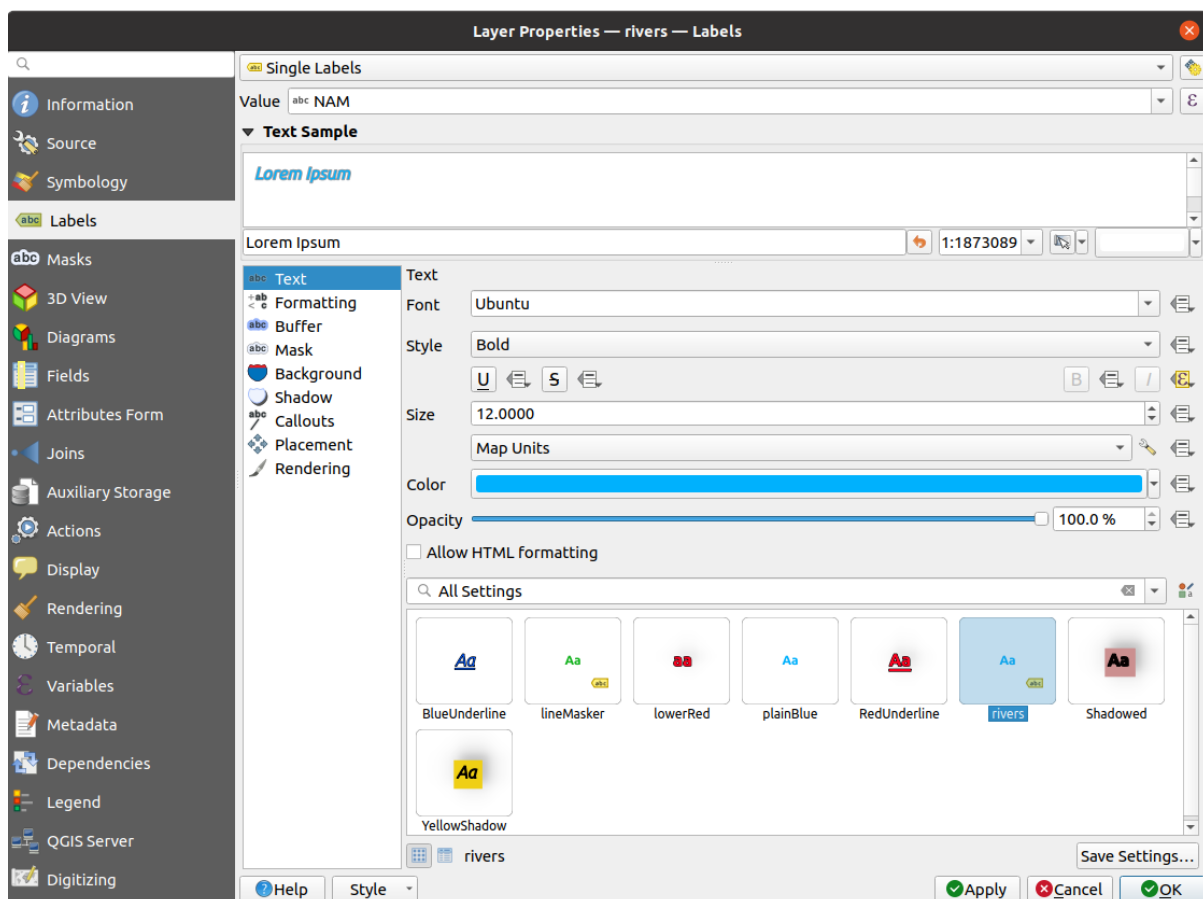 Layer Properties — rivers — Labels
Information
Source
Symbology
Labels
Masks
3D View
Diagrams
Fields
Attributes Form
Joins
Auxiliary Storage
Actions
Display
Rendering
Temporal
Variables
Metadata
Dependencies
Legend
QGIS Server
Digitizing
Single Labels
Value abc NAM
Text Sample
Lorem Ipsum
Lorem Ipsum 1:1873089
Text
Formatting
Buffer
Mask
Background
Shadow
Callouts
Placement
Rendering
Text
Font Ubuntu
Style Bold
U S B I
Size 12.0000
Map Units
Color
Opacity 100.0 %
Allow HTML formatting
All Settings
Aa Aa aa Aa Aa Aa Aa
BlueUnderline lineMasker lowerRed plainBlue RedUnderline rivers Shadowed
Aa
YellowShadow
rivers Save Settings...
Help Style Apply Cancel OK